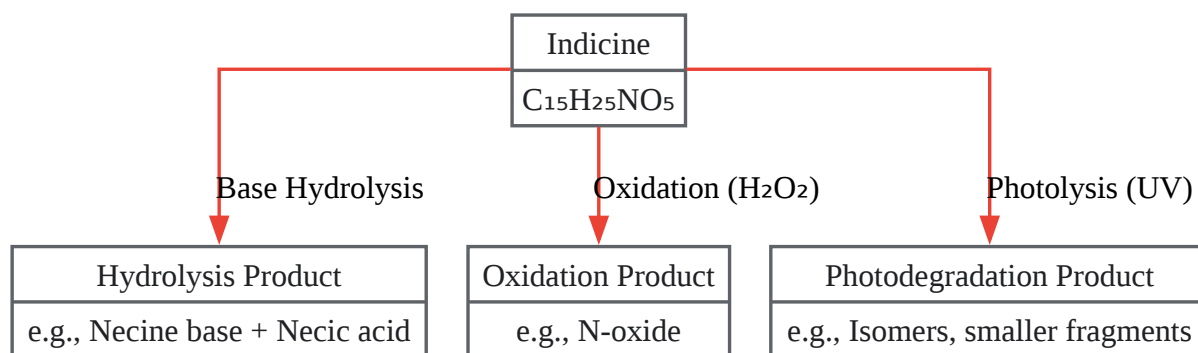 Indicine
C₁₅H₂₅NO₅
Base Hydrolysis
Oxidation (H₂O₂)
Photolysis (UV)
Hydrolysis Product
e.g., Necine base + Necic acid
Oxidation Product
e.g., N-oxide
Photodegradation Product
e.g., Isomers, smaller fragments